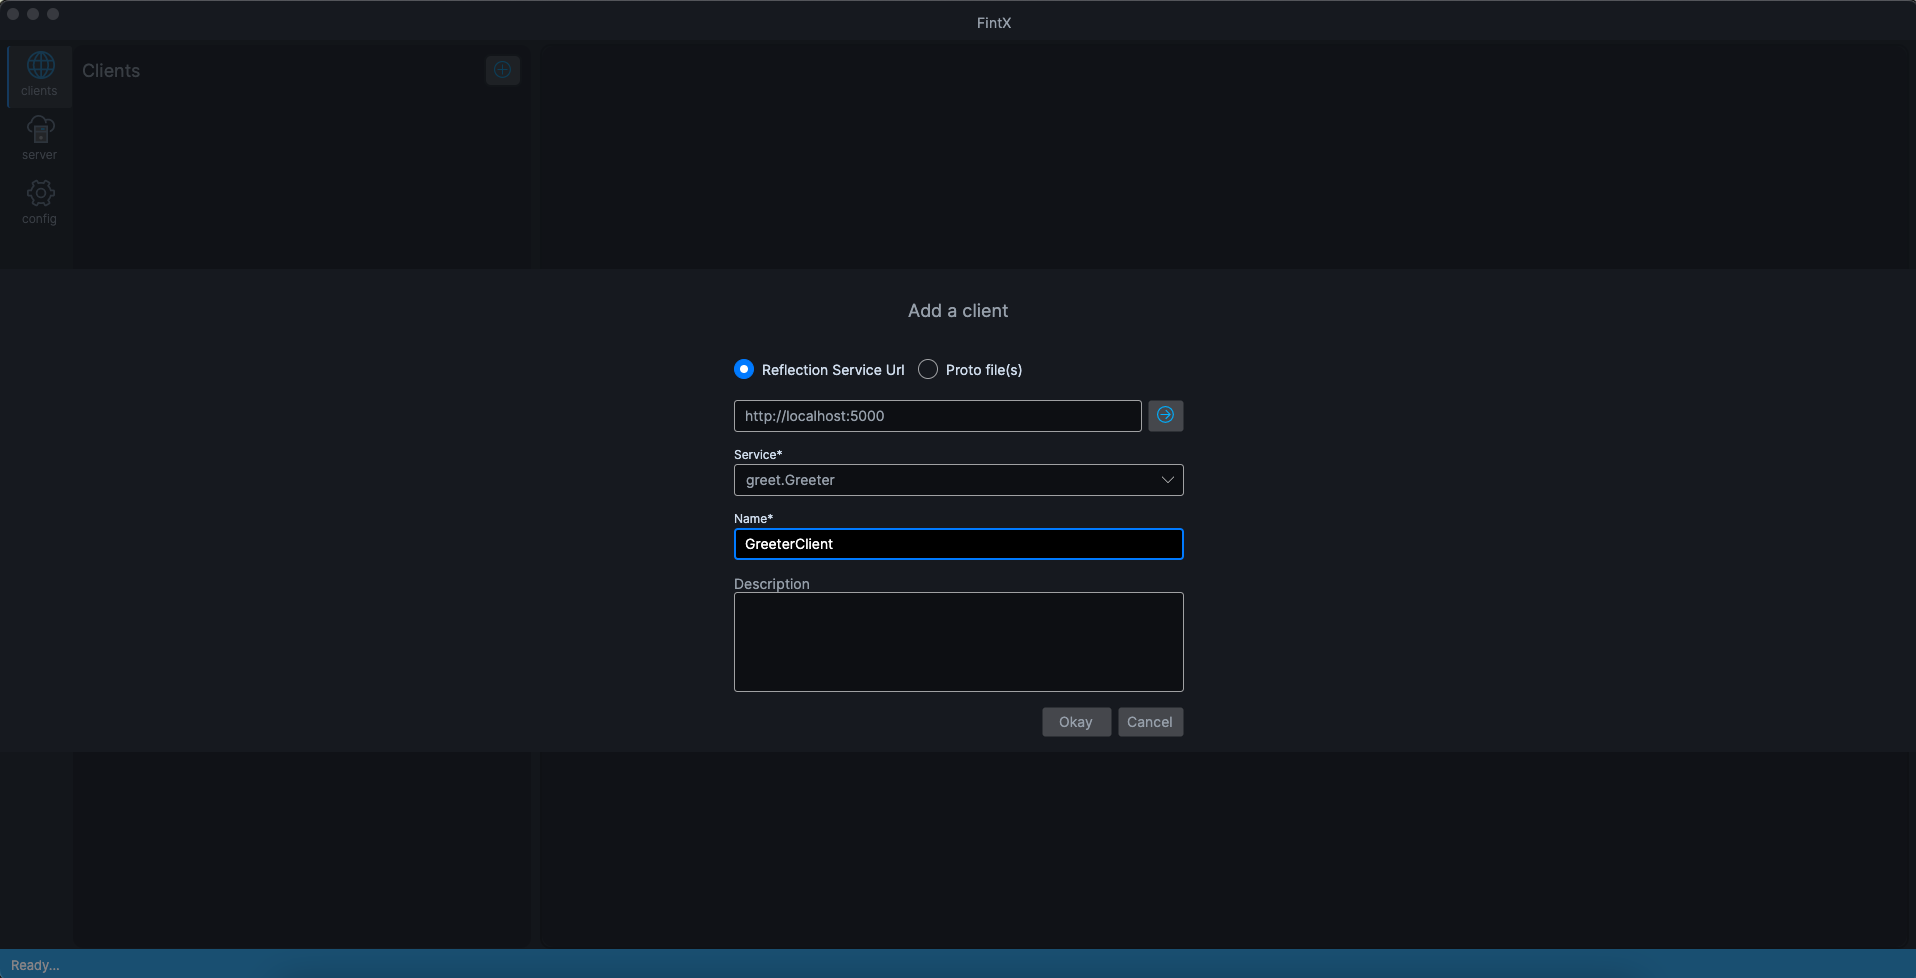 FintX
clients
Clients
server
config
Add a client
Reflection Service Url
Proto file(s)
http://localhost:5000
Service*
greet.Greeter
Name*
GreeterClient
Description
Okay
Cancel
Ready...